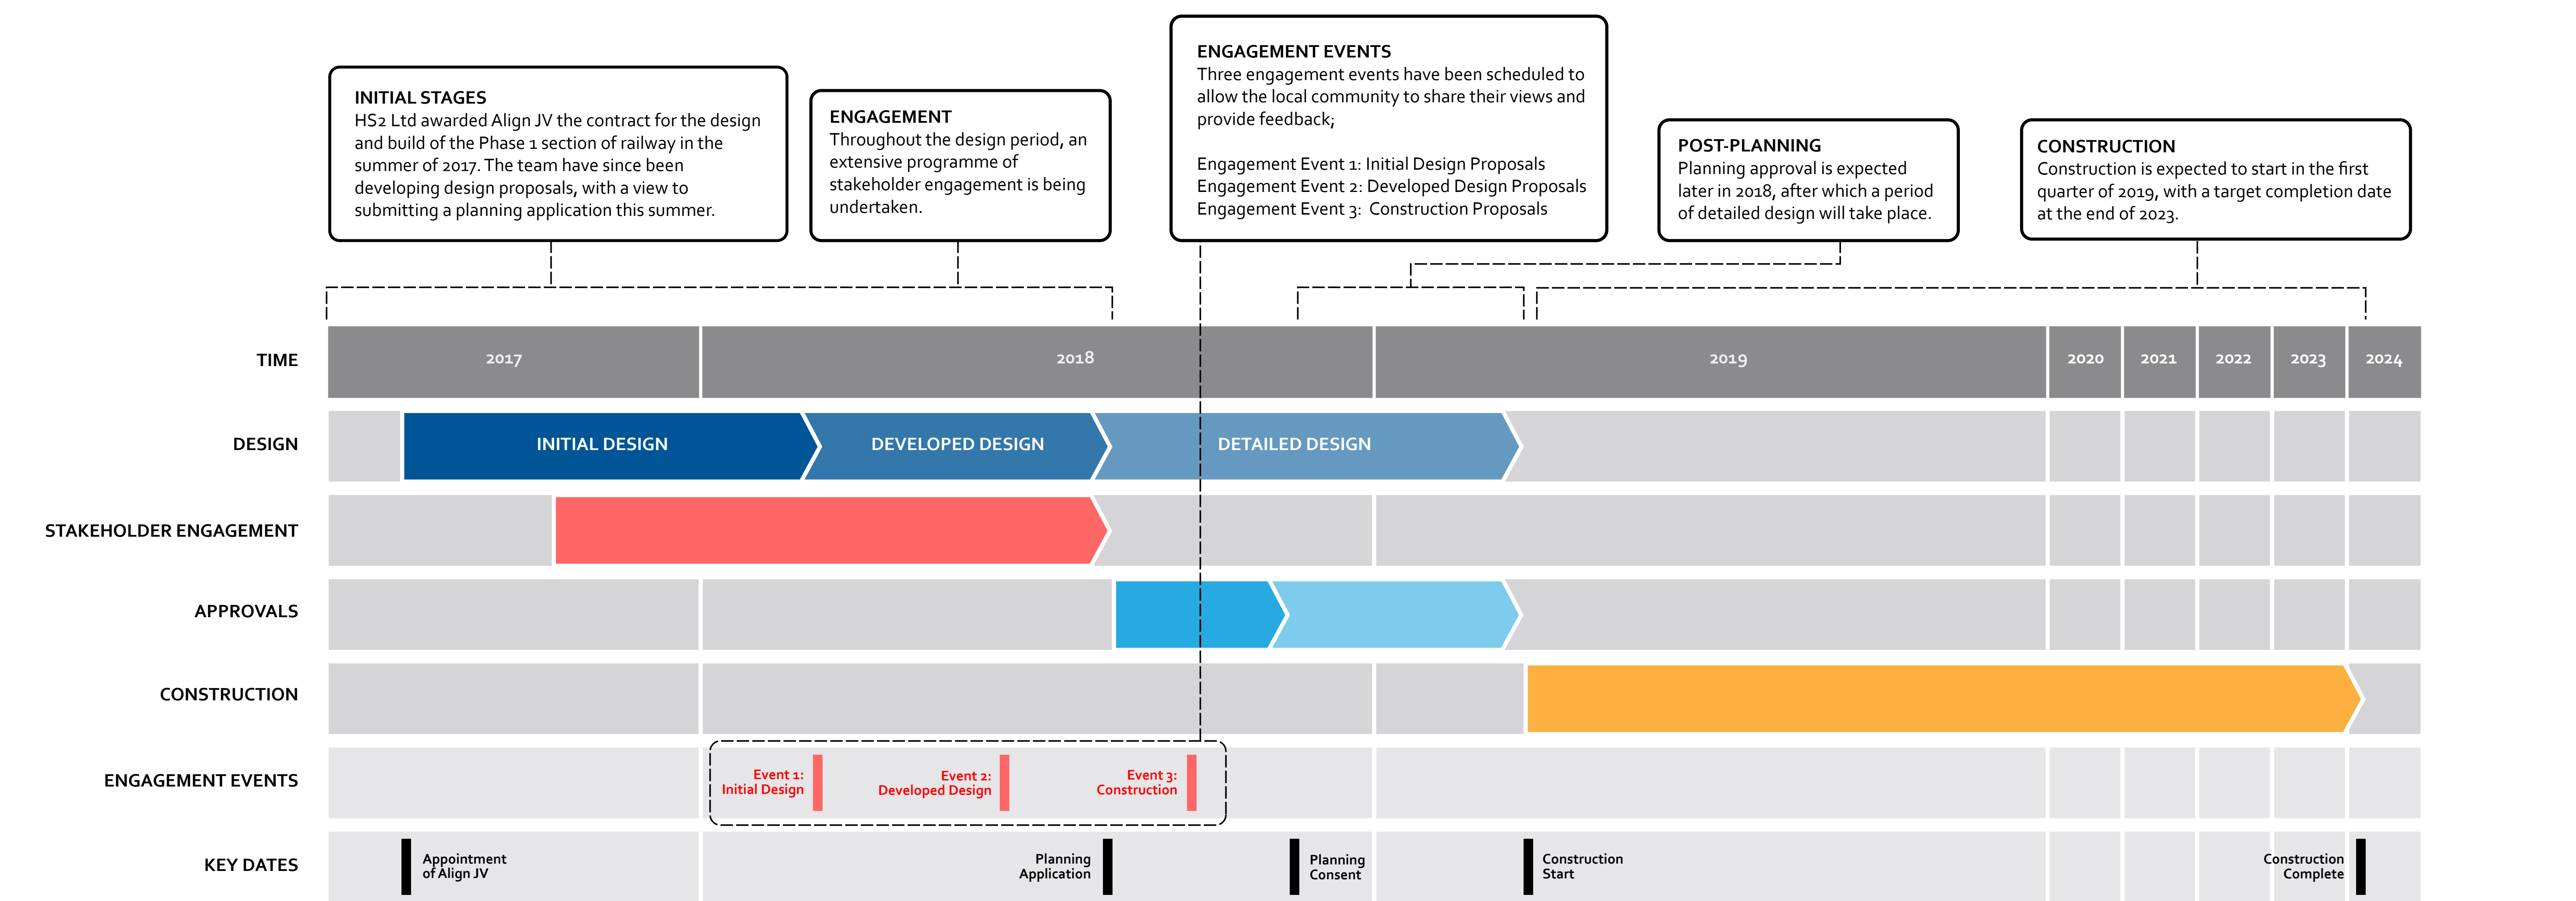 INITIAL STAGES
HS2 Ltd awarded Align JV the contract for the design
and build of the Phase 1 section of railway in the
summer of 2017. The team have since been
developing design proposals, with a view to
submitting a planning application this summer.
ENGAGEMENT
Throughout the design period, an
extensive programme of
stakeholder engagement is being
undertaken.
ENGAGEMENT EVENTS
Three engagement events have been scheduled to
allow the local community to share their views and
provide feedback;
Engagement Event 1: Initial Design Proposals
Engagement Event 2: Developed Design Proposals
Engagement Event 3: Construction Proposals
POST-PLANNING
Planning approval is expected
later in 2018, after which a period
of detailed design will take place.
CONSTRUCTION
Construction is expected to start in the first
quarter of 2019, with a target completion date
at the end of 2023.
TIME
2017
2018
2019
2020
2021
2022
2023
2024
DESIGN
INITIAL DESIGN
DEVELOPED DESIGN
DETAILED DESIGN
STAKEHOLDER ENGAGEMENT
APPROVALS
CONSTRUCTION
ENGAGEMENT EVENTS
Event 1:
Initial Design
Event 2:
Developed Design
Event 3:
Construction
KEY DATES
Appointment
of Align JV
Planning
Application
Planning
Consent
Construction
Start
Construction
Complete